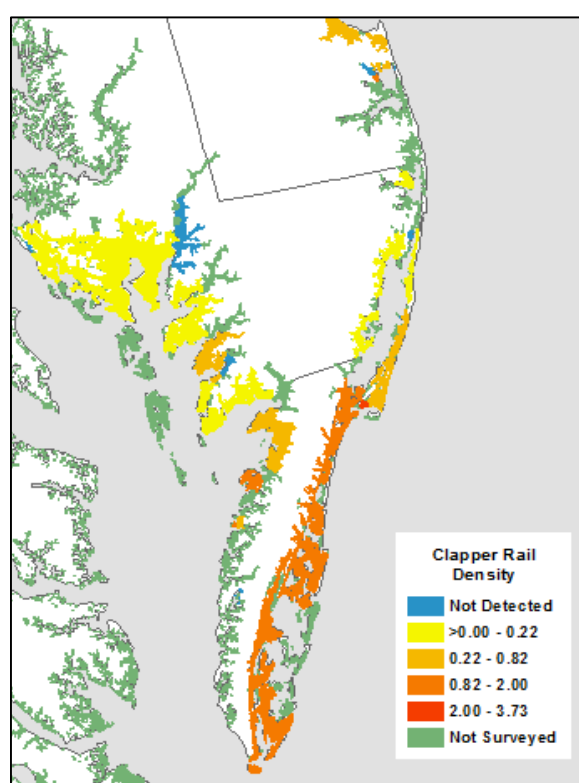 Clapper Rail
Density
Not Detected
>0.00 - 0.22
0.22 - 0.82
0.82 - 2.00
2.00 - 3.73
Not Surveyed